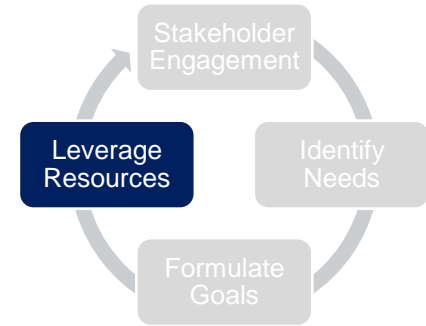 Stakeholder
Engagement
Leverage
Resources
Identify
Needs
Formulate
Goals